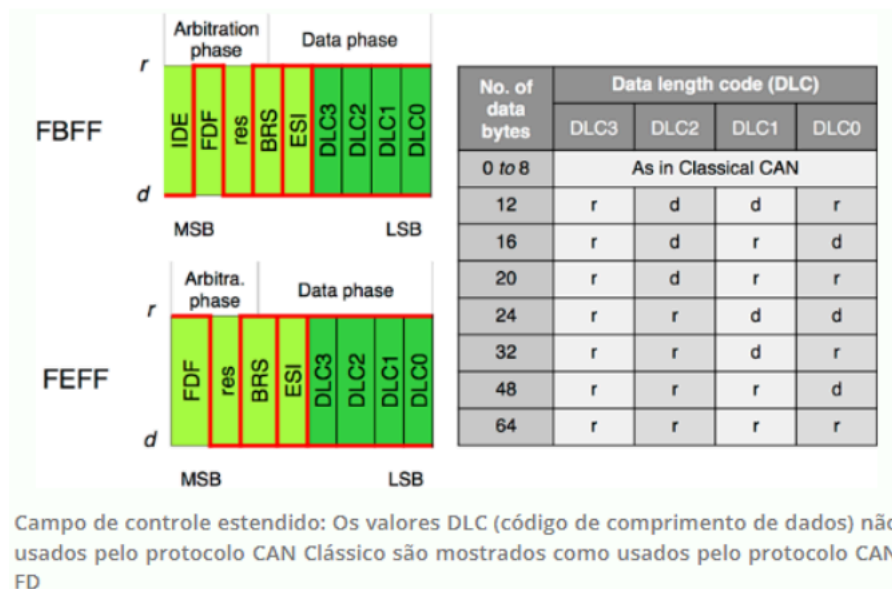 Arbitration
phase
Data phase
r
FBFF
IDE
FDF
res
BRS
ESI
DLC3
DLC2
DLC1
DLC0
d
MSB
LSB
Arbitra.
phase
Data phase
r
FEFF
FDF
res
BRS
ESI
DLC3
DLC2
DLC1
DLC0
d
MSB
LSB
No. of data bytes
Data length code (DLC)
DLC3 DLC2 DLC1 DLC0
0 to 8 As in Classical CAN
12 r d d r
16 r d r d
20 r d r r
24 r r d d
32 r r d r
48 r r r d
64 r r r r
Campo de controle estendido: Os valores DLC (código de comprimento de dados) não
usados pelo protocolo CAN Clássico são mostrados como usados pelo protocolo CAN
FD